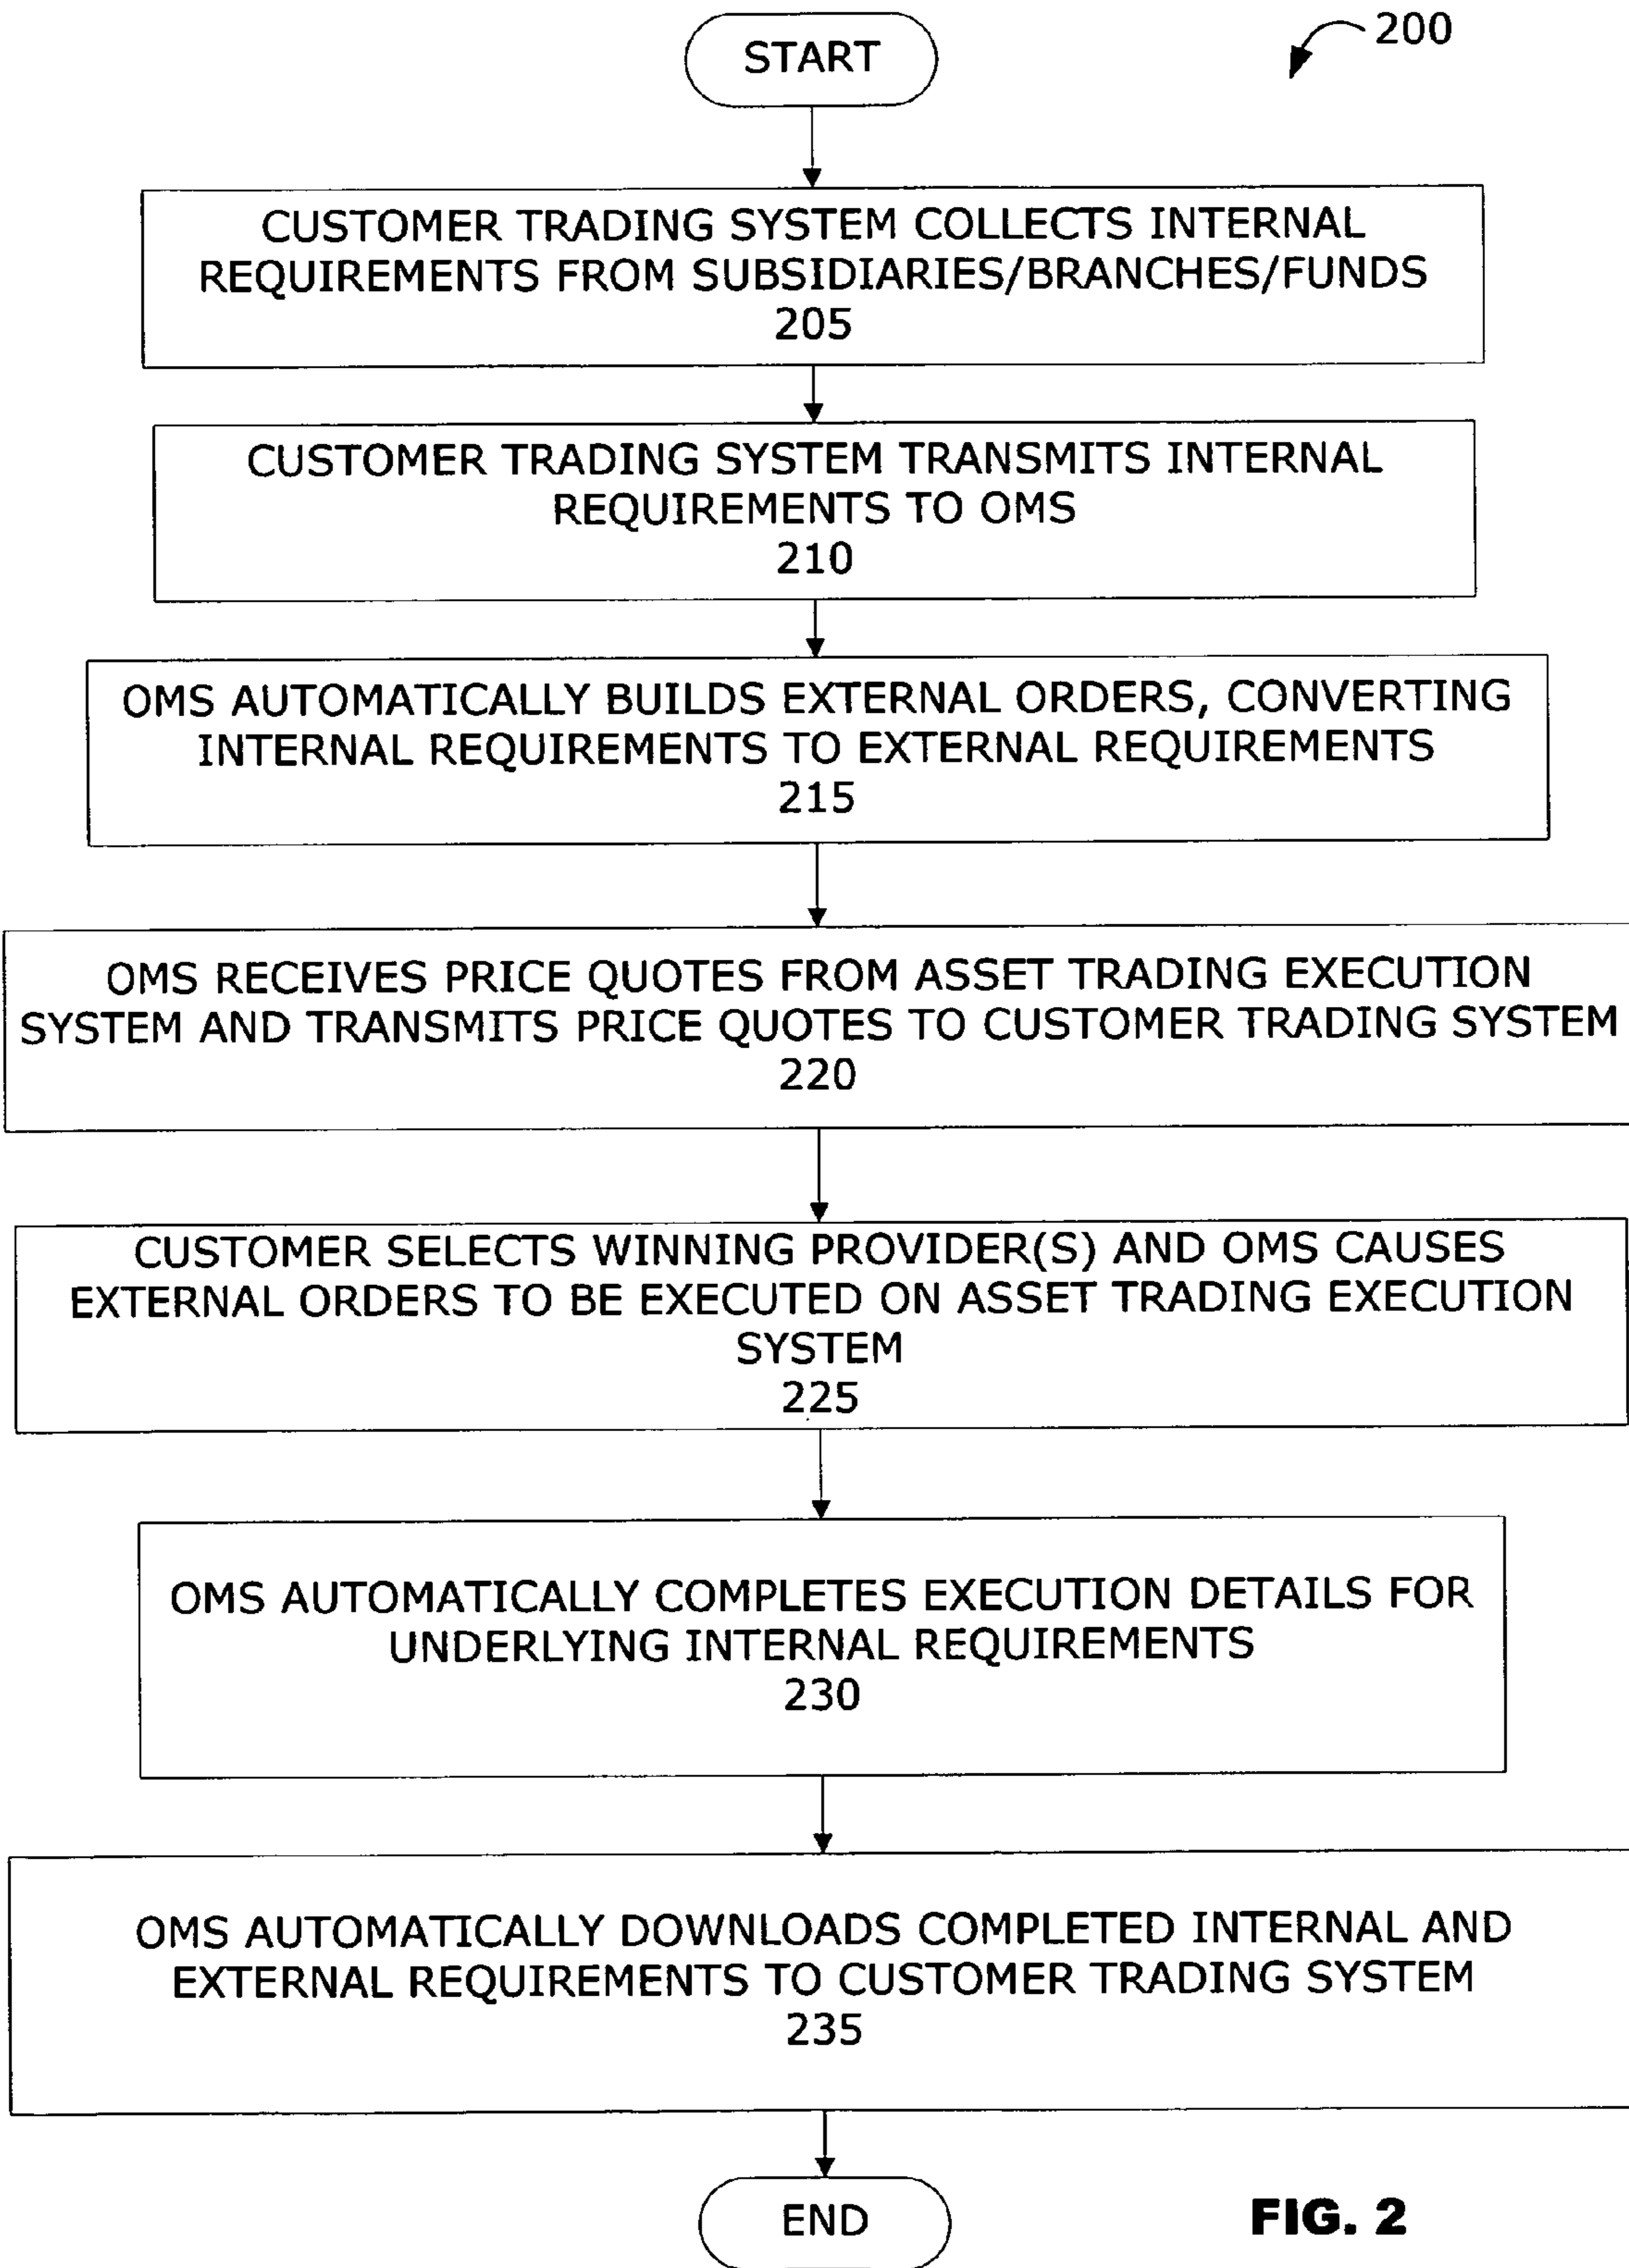 START
200
CUSTOMER TRADING SYSTEM COLLECTS INTERNAL
REQUIREMENTS FROM SUBSIDIARIES/BRANCHES/FUNDS
205
CUSTOMER TRADING SYSTEM TRANSMITS INTERNAL
REQUIREMENTS TO OMS
210
OMS AUTOMATICALLY BUILDS EXTERNAL ORDERS, CONVERTING
INTERNAL REQUIREMENTS TO EXTERNAL REQUIREMENTS
215
OMS RECEIVES PRICE QUOTES FROM ASSET TRADING EXECUTION
SYSTEM AND TRANSMITS PRICE QUOTES TO CUSTOMER TRADING SYSTEM
220
CUSTOMER SELECTS WINNING PROVIDER(S) AND OMS CAUSES
EXTERNAL ORDERS TO BE EXECUTED ON ASSET TRADING EXECUTION
SYSTEM
225
OMS AUTOMATICALLY COMPLETES EXECUTION DETAILS FOR
UNDERLYING INTERNAL REQUIREMENTS
230
OMS AUTOMATICALLY DOWNLOADS COMPLETED INTERNAL AND
EXTERNAL REQUIREMENTS TO CUSTOMER TRADING SYSTEM
235
END
FIG. 2